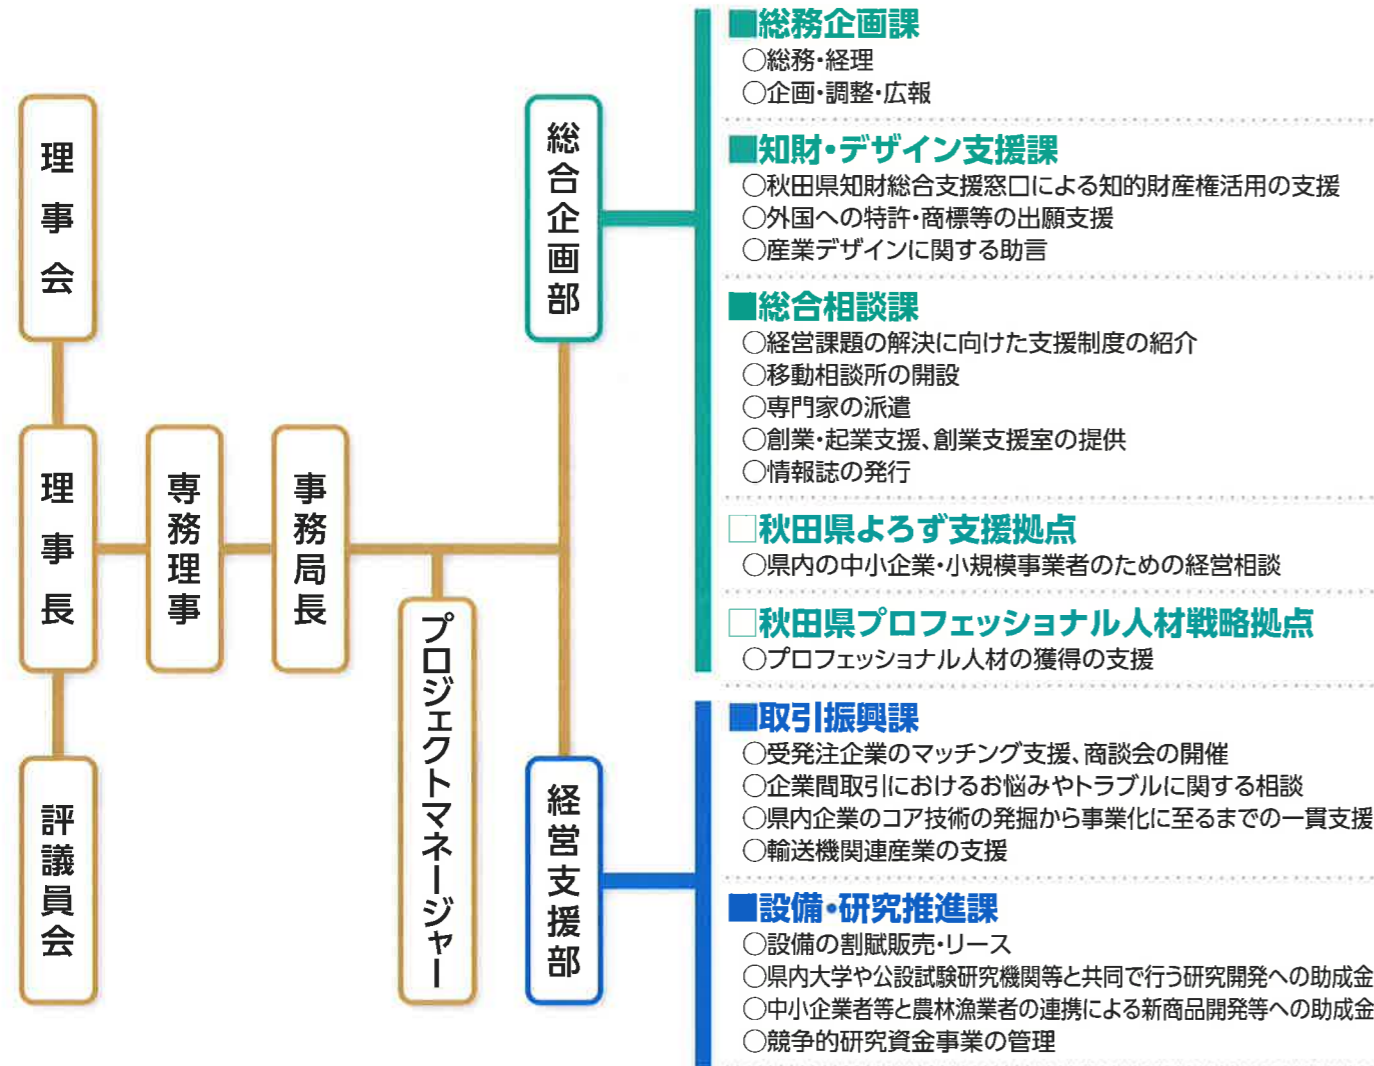 理事会
理事長
評議員会
専務理事
事務局長
プロジェクトマネージャー
総合企画部
経営支援部
■総務企画課
○総務・経理
○企画・調整・広報
■知財・デザイン支援課
○秋田県知財総合支援窓口による知的財産権活用の支援
○外国への特許・商標等の出願支援
○産業デザインに関する助言
■総合相談課
○経営課題の解決に向けた支援制度の紹介
○移動相談所の開設
○専門家の派遣
○創業・起業支援、創業支援室の提供
○情報誌の発行
□秋田県よろず支援拠点
○県内の中小企業・小規模事業者のための経営相談
□秋田県プロフェッショナル人材戦略拠点
○プロフェッショナル人材の獲得の支援
■取引振興課
○受発注企業のマッチング支援、商談会の開催
○企業間取引におけるお悩みやトラブルに関する相談
○県内企業のコア技術の発掘から事業化に至るまでの一貫支援
○輸送機関連産業の支援
■設備・研究推進課
○設備の割賦販売・リース
○県内大学や公設試験研究機関等と共同で行う研究開発への助成金
○中小企業者等と農林漁業者の連携による新商品開発等への助成金
○競争的研究資金事業の管理